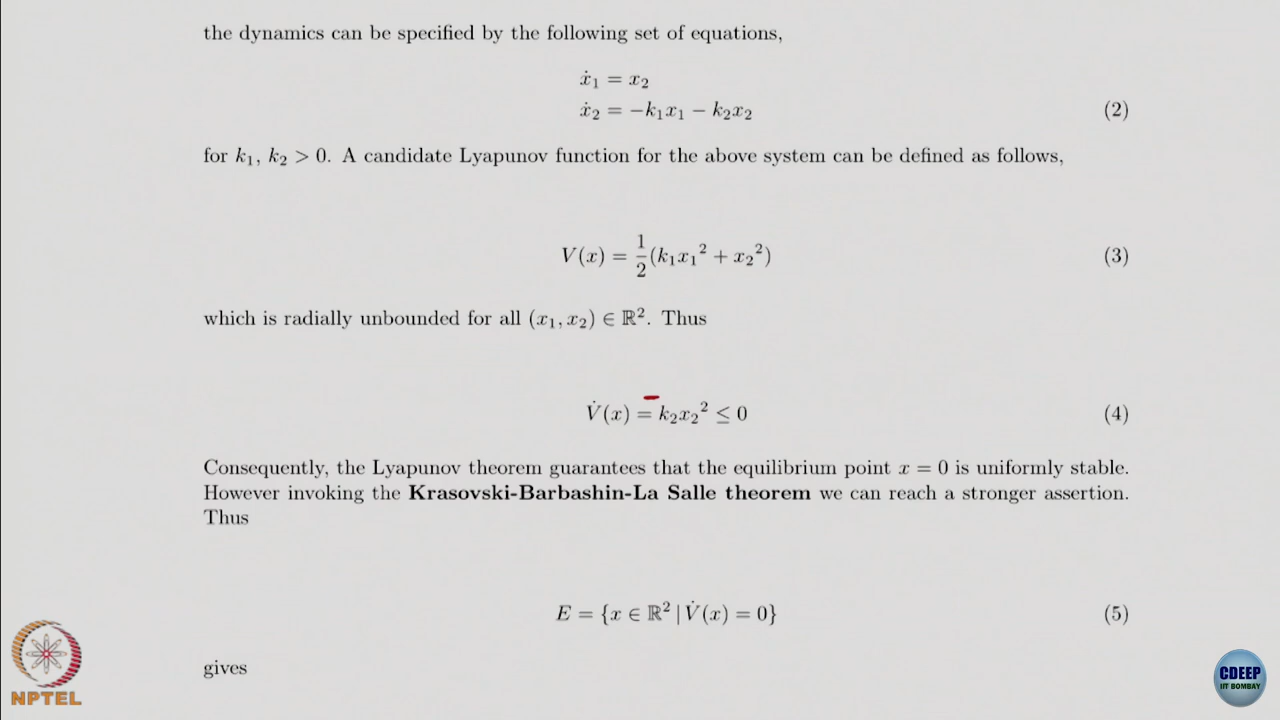 the dynamics can be specified by the following set of equations,
ẋ₁ = x₂
ẋ₂ = −k₁x₁ − k₂x₂ (2)
for k₁, k₂ > 0. A candidate Lyapunov function for the above system can be defined as follows,
V(x) = 1/2(k₁x₁² + x₂²) (3)
which is radially unbounded for all (x₁, x₂) ∈ ℝ². Thus
V̇(x) = k₂x₂² ≤ 0 (4)
Consequently, the Lyapunov theorem guarantees that the equilibrium point x = 0 is uniformly stable.
However invoking the Krasovski-Barbashin-La Salle theorem we can reach a stronger assertion.
Thus
E = {x ∈ ℝ² | V̇(x) = 0} (5)
gives
NPTEL
CDEEP
IIT BOMBAY